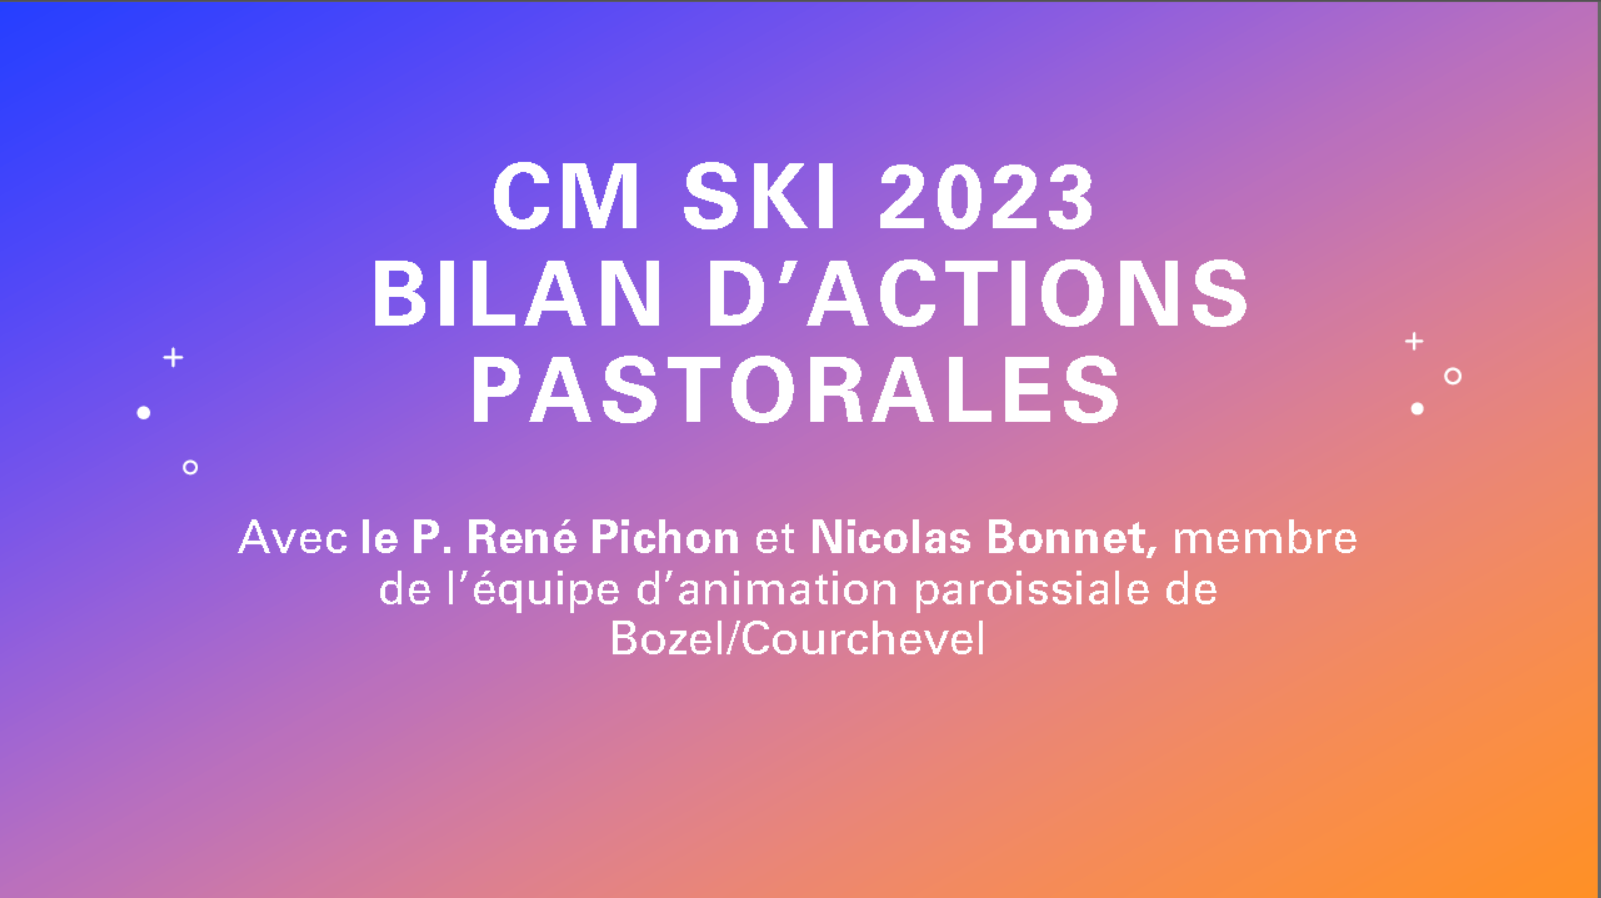 CM SKI 2023
BILAN D’ACTIONS
PASTORALES
Avec le P. René Pichon et Nicolas Bonnet, membre
de l’équipe d’animation paroissiale de
Bozel/Courchevel